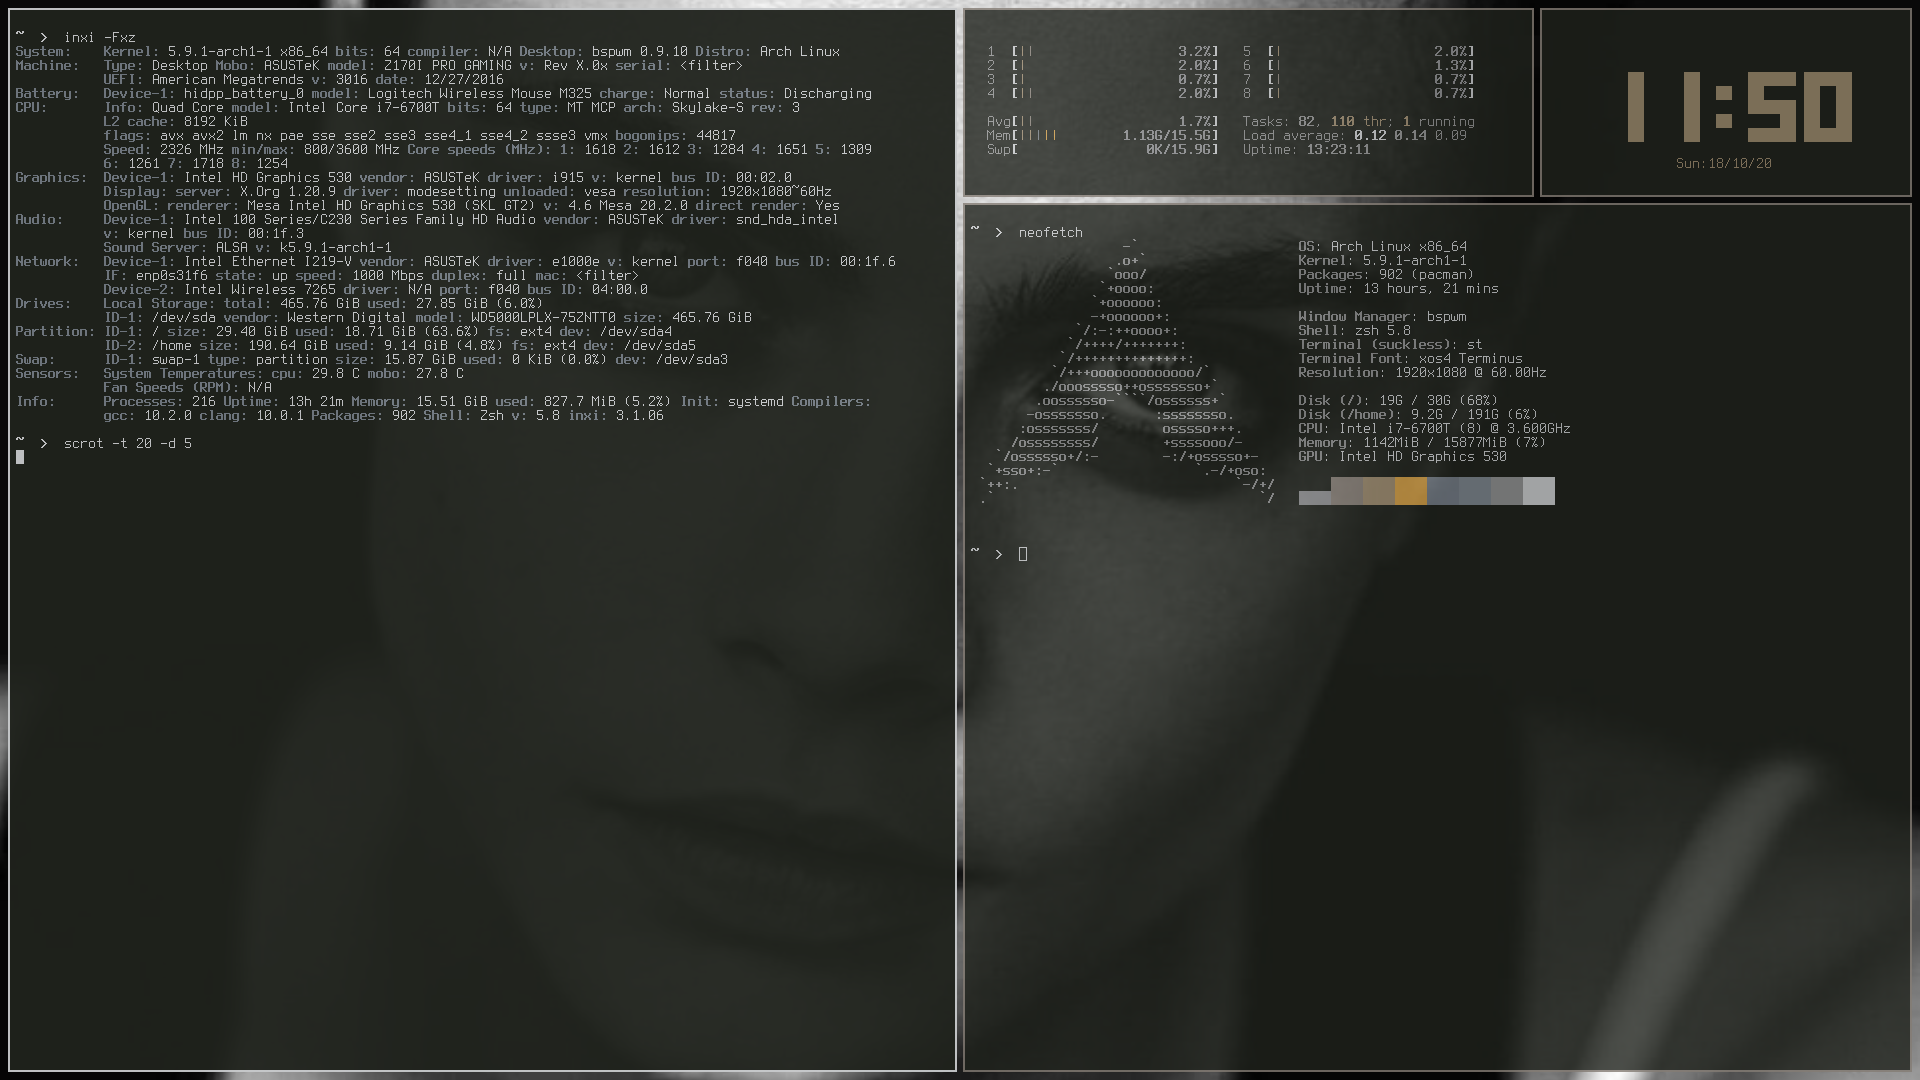 ~  >  inxi -Fxz
System:    Kernel: 5.9.1-arch1-1 x86_64 bits: 64 compiler: N/A Desktop: bspwm 0.9.10 Distro: Arch Linux
Machine:   Type: Desktop Mobo: ASUSTeK model: Z170I PRO GAMING v: Rev X.0x serial: <filter>
           UEFI: American Megatrends v: 3016 date: 12/27/2016
Battery:   Device-1: hidpp_battery_0 model: Logitech Wireless Mouse M325 charge: Normal status: Discharging
CPU:       Info: Quad Core model: Intel Core i7-6700T bits: 64 type: MT MCP arch: Skylake-S rev: 3
           L2 cache: 8192 KiB
           flags: avx avx2 lm nx pae sse sse2 sse3 sse4_1 sse4_2 ssse3 vmx bogomips: 44817
           Speed: 2326 MHz min/max: 800/3600 MHz Core speeds (MHz): 1: 1618 2: 1612 3: 1284 4: 1651 5: 1309
           6: 1261 7: 1718 8: 1254
Graphics:  Device-1: Intel HD Graphics 530 vendor: ASUSTeK driver: i915 v: kernel bus ID: 00:02.0
           Display: server: X.Org 1.20.9 driver: modesetting unloaded: vesa resolution: 1920x1080~60Hz
           OpenGL: renderer: Mesa Intel HD Graphics 530 (SKL GT2) v: 4.6 Mesa 20.2.0 direct render: Yes
Audio:     Device-1: Intel 100 Series/C230 Series Family HD Audio vendor: ASUSTeK driver: snd_hda_intel
           v: kernel bus ID: 00:1f.3
           Sound Server: ALSA v: k5.9.1-arch1-1
Network:   Device-1: Intel Ethernet I219-V vendor: ASUSTeK driver: e1000e v: kernel port: f040 bus ID: 00:1f.6
           IF: enp0s31f6 state: up speed: 1000 Mbps duplex: full mac: <filter>
           Device-2: Intel Wireless 7265 driver: N/A port: f040 bus ID: 04:00.0
Drives:    Local Storage: total: 465.76 GiB used: 27.85 GiB (6.0%)
           ID-1: /dev/sda vendor: Western Digital model: WD5000LPLX-75ZNTT0 size: 465.76 GiB
Partition: ID-1: / size: 29.40 GiB used: 18.71 GiB (63.6%) fs: ext4 dev: /dev/sda4
           ID-2: /home size: 190.64 GiB used: 9.14 GiB (4.8%) fs: ext4 dev: /dev/sda5
Swap:      ID-1: swap-1 type: partition size: 15.87 GiB used: 0 KiB (0.0%) dev: /dev/sda3
Sensors:   System Temperatures: cpu: 29.8 C mobo: 27.8 C
           Fan Speeds (RPM): N/A
Info:      Processes: 216 Uptime: 13h 21m Memory: 15.51 GiB used: 827.7 MiB (5.2%) Init: systemd Compilers:
           gcc: 10.2.0 clang: 10.0.1 Packages: 902 Shell: Zsh v: 5.8 inxi: 3.1.06
~  >  scrot -t 20 -d 5
1  [||                  3.2%]   5  [|                   2.0%]
2  [|                   2.0%]   6  [|                   1.3%]
3  [|                   0.7%]   7  [|                   0.7%]
4  [||                  2.0%]   8  [|                   0.7%]
Avg[||                  1.7%]   Tasks: 82, 110 thr; 1 running
Mem[|||||        1.13G/15.5G]   Load average: 0.12 0.14 0.09
Swp[                0K/15.9G]   Uptime: 13:23:11
11:50
Sun:18/10/20
~  >  neofetch
                  -`                     OS: Arch Linux x86_64
                 .o+`                    Kernel: 5.9.1-arch1-1
                `ooo/                    Packages: 902 (pacman)
               `+oooo:                   Uptime: 13 hours, 21 mins
              `+oooooo:
              -+oooooo+:                 Window Manager: bspwm
            `/:-:++oooo+:                Shell: zsh 5.8
           `/++++/+++++++:               Terminal (suckless): st
          `/++++++++++++++:              Terminal Font: xos4 Terminus
         `/+++ooooooooooooo/`            Resolution: 1920x1080 @ 60.00Hz
        ./ooosssso++osssssso+`
       .oossssso-````/ossssss+`          Disk (/): 19G / 30G (68%)
      -osssssso.      :ssssssso.         Disk (/home): 9.2G / 191G (6%)
     :osssssss/        osssso+++.        CPU: Intel i7-6700T (8) @ 3.600GHz
    /ossssssss/        +ssssooo/-        Memory: 1142MiB / 15877MiB (7%)
  `/ossssso+/:-        -:/+osssso+-      GPU: Intel HD Graphics 530
 `+sso+:-`                 `.-/+oso:
`++:.                           `-/+/
.`                                 `/
~  >